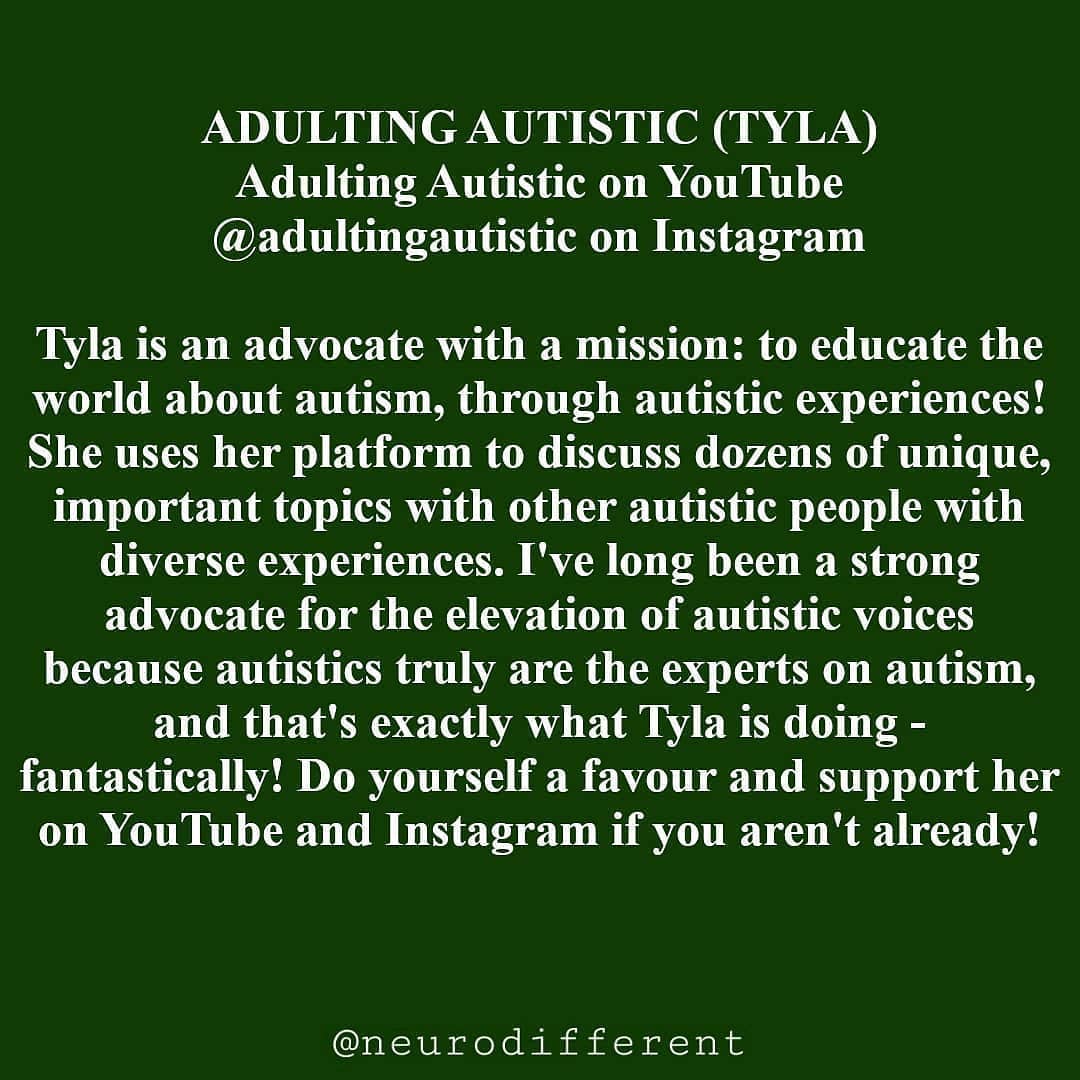 ADULTING AUTISTIC (TYLA)
Adulting Autistic on YouTube
@adultingautistic on Instagram
Tyla is an advocate with a mission: to educate the
world about autism, through autistic experiences!
She uses her platform to discuss dozens of unique,
important topics with other autistic people with
diverse experiences. I've long been a strong
advocate for the elevation of autistic voices
because autistics truly are the experts on autism,
and that's exactly what Tyla is doing -
fantastically! Do yourself a favour and support her
on YouTube and Instagram if you aren't already!
@neurodifferent